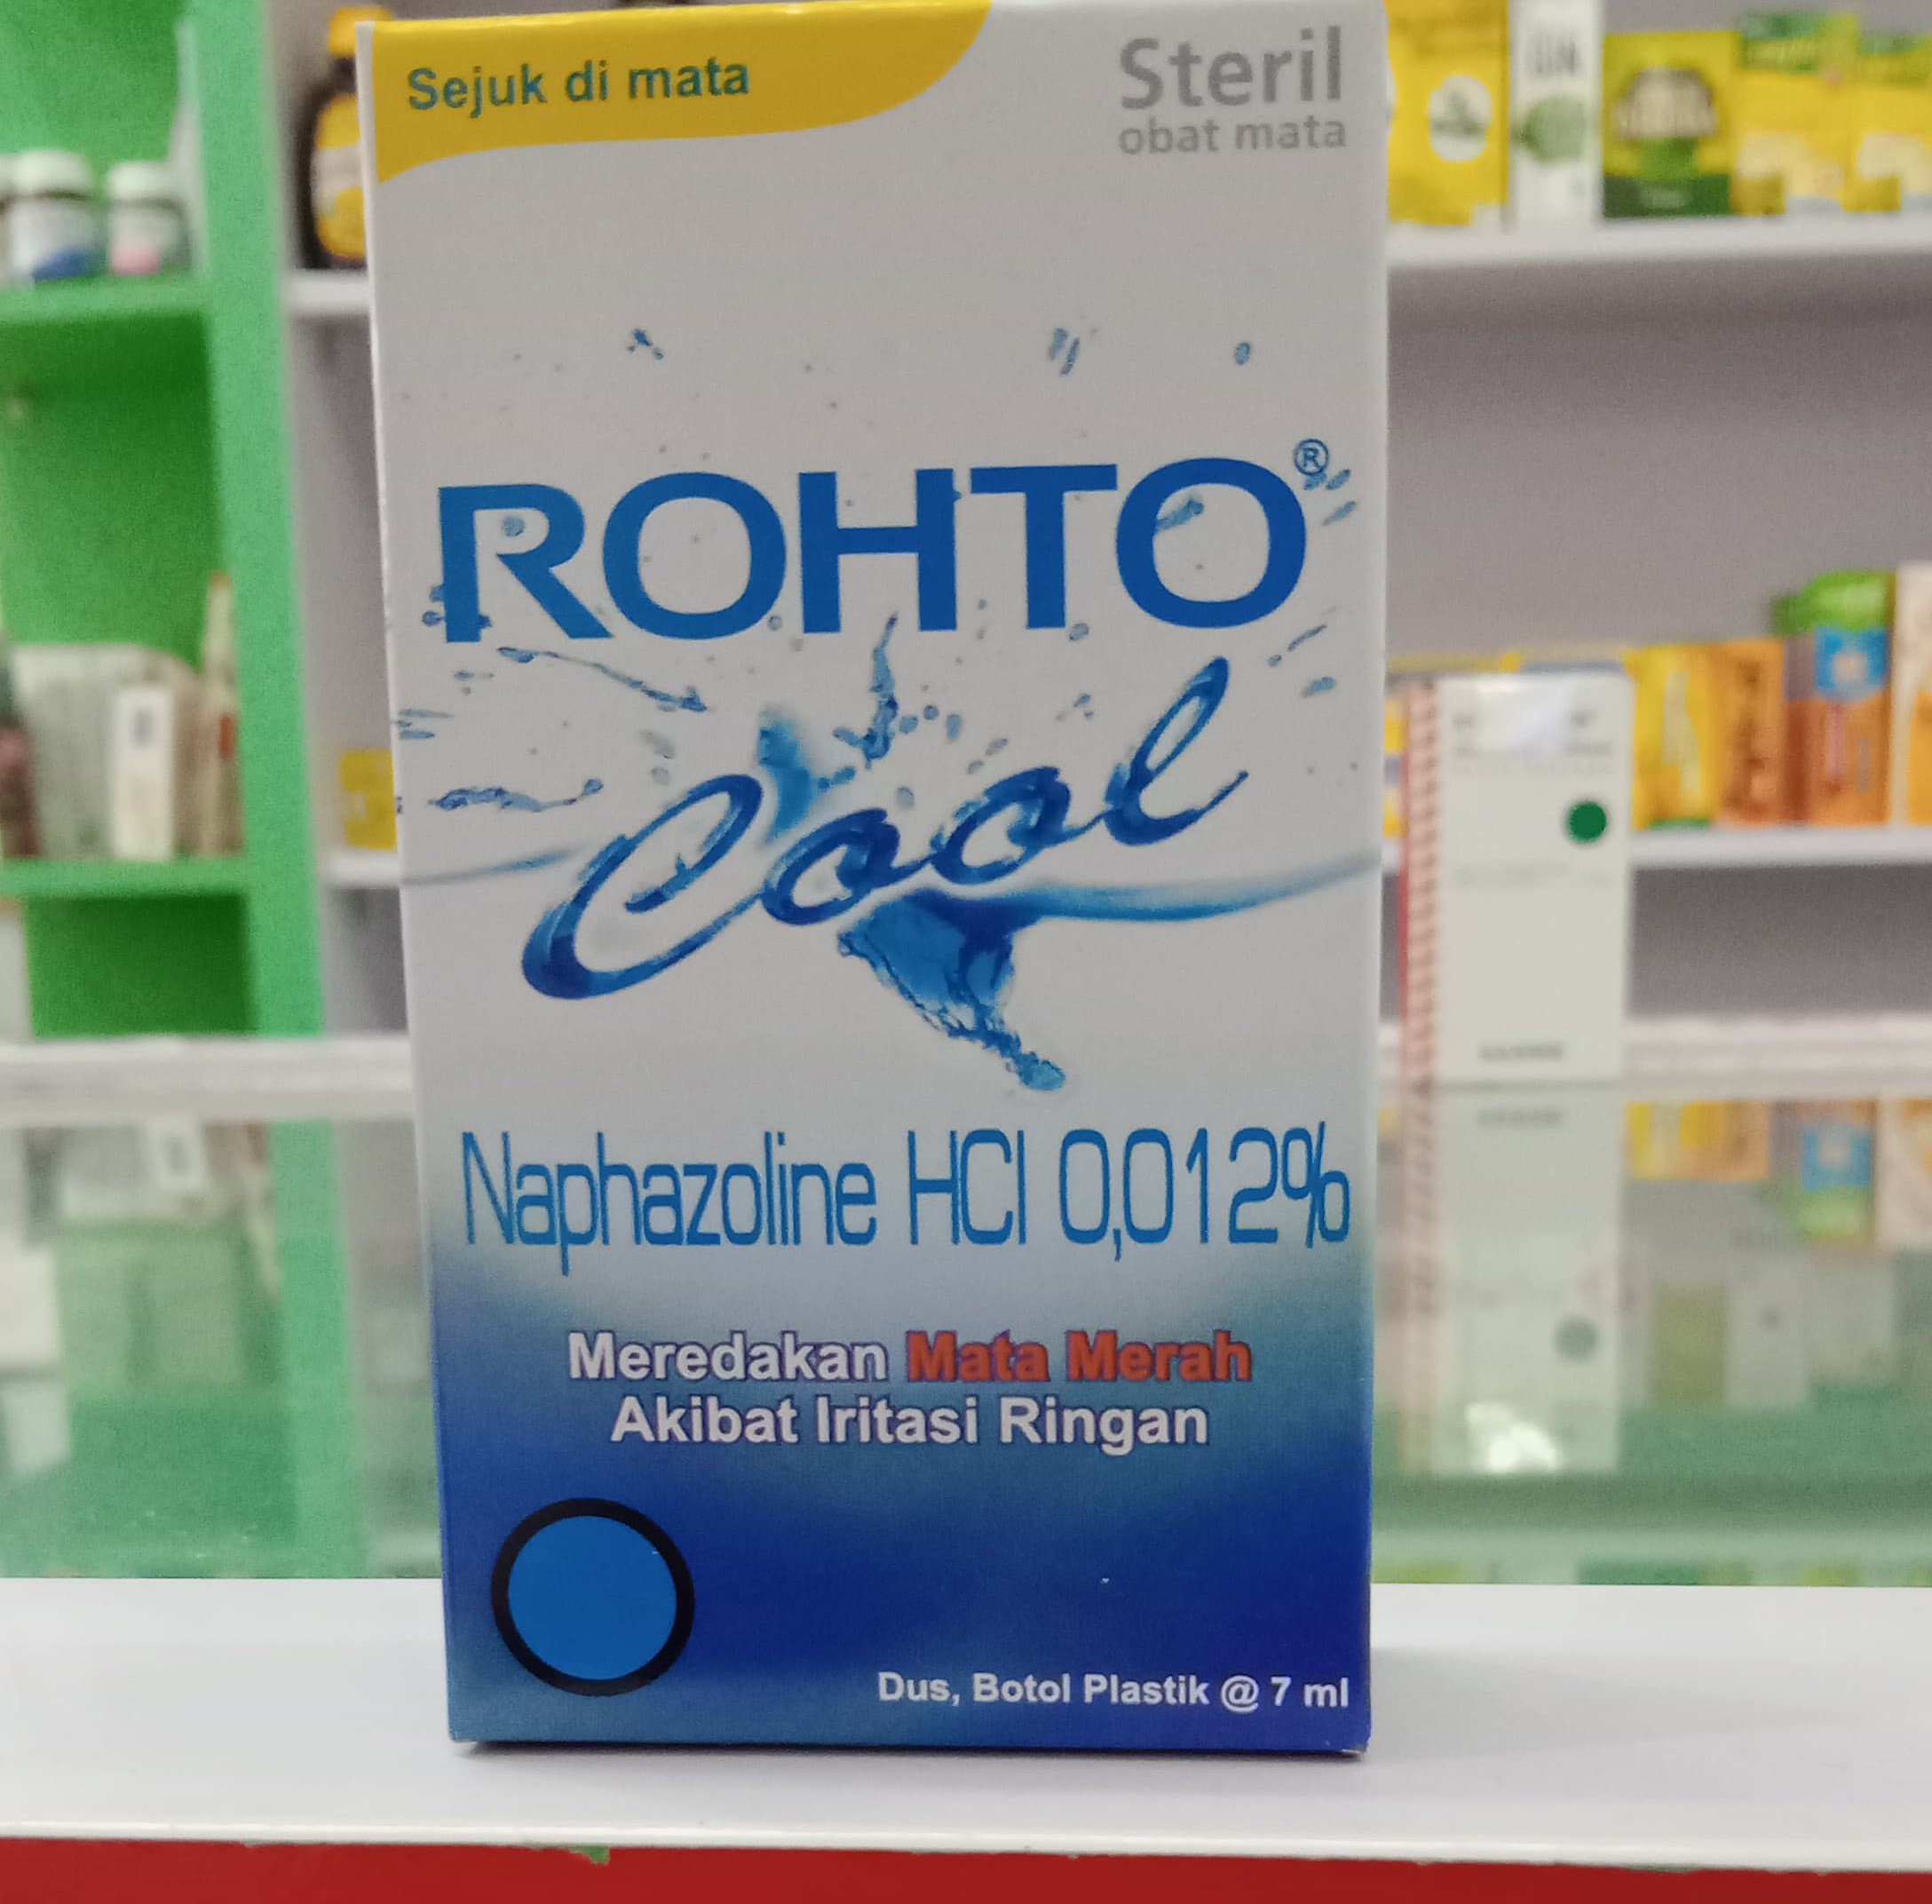 Sejuk di mata
Steril
obat mata
ROHTO®
Cool
Naphazoline HCl 0,012%
Meredakan Mata Merah
Akibat Iritasi Ringan
Dus, Botol Plastik @ 7 ml